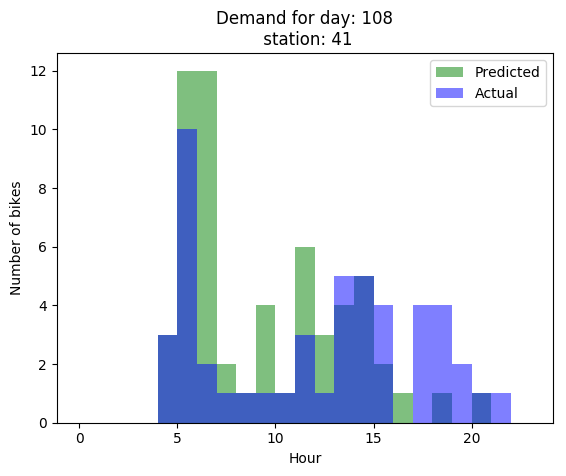 Demand for day: 108
station: 41
Predicted
Actual
12
10
8
6
4
2
0
Number of bikes
0 5 10 15 20
Hour